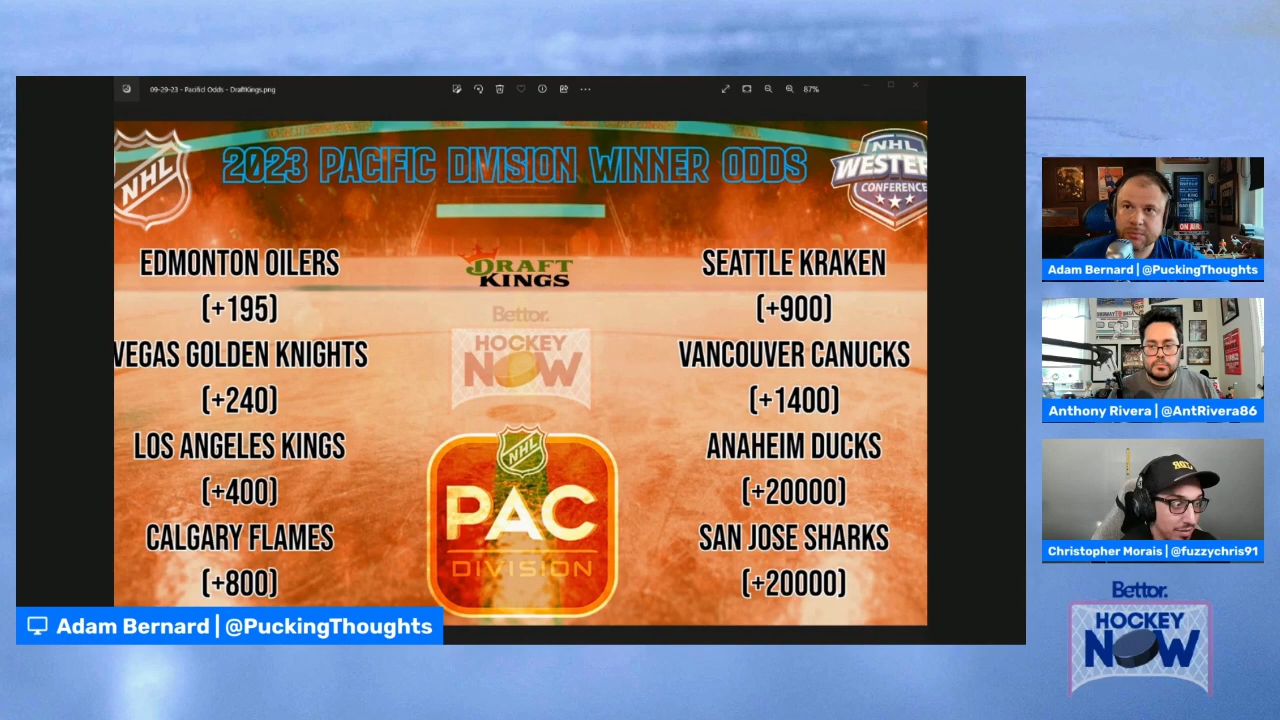 09-29-23 - Pacificl Odds - DraftKings.png
87%
2023 PACIFIC DIVISION WINNER ODDS
NHL
NHL
WESTER
CONFERENCE
EDMONTON OILERS
(+195)
VEGAS GOLDEN KNIGHTS
(+240)
LOS ANGELES KINGS
(+400)
CALGARY FLAMES
(+800)
DRAFT
KINGS
Bettor.
HOCKEY
NOW
NHL
PAC
DIVISION
SEATTLE KRAKEN
(+900)
VANCOUVER CANUCKS
(+1400)
ANAHEIM DUCKS
(+20000)
SAN JOSE SHARKS
(+20000)
Adam Bernard | @PuckingThoughts
ON AIR
Adam Bernard | @PuckingThoughts
Anthony Rivera | @AntRivera86
Christopher Morais | @fuzzychris91
Bettor.
HOCKEY
NOW